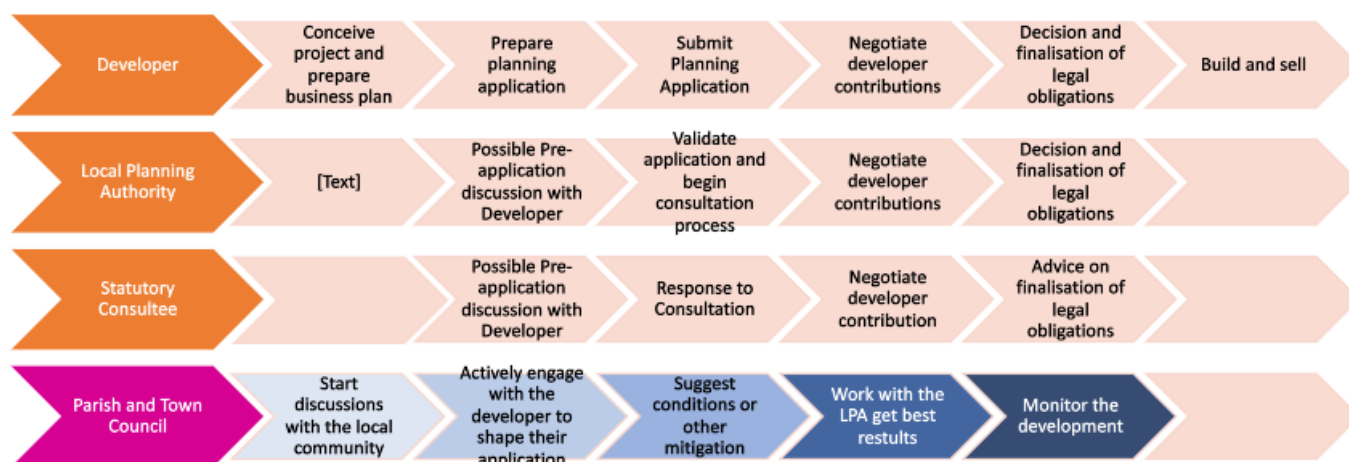 Developer
Conceive
project and
prepare
business plan
Prepare
planning
application
Submit
Planning
Application
Negotiate
developer
contributions
Decision and
finalisation of
legal
obligations
Build and sell
Local Planning
Authority
[Text]
Possible Pre-
application
discussion with
Developer
Validate
application and
begin
consultation
process
Negotiate
developer
contributions
Decision and
finalisation of
legal
obligations
Statutory
Consultee
Possible Pre-
application
discussion with
Developer
Response to
Consultation
Negotiate
developer
contribution
Advice on
finalisation of
legal
obligations
Parish and Town
Council
Start
discussions
with the local
community
Actively engage
with the
developer to
shape their
application
Suggest
conditions or
other
mitigation
Work with the
LPA get best
restults
Monitor the
development